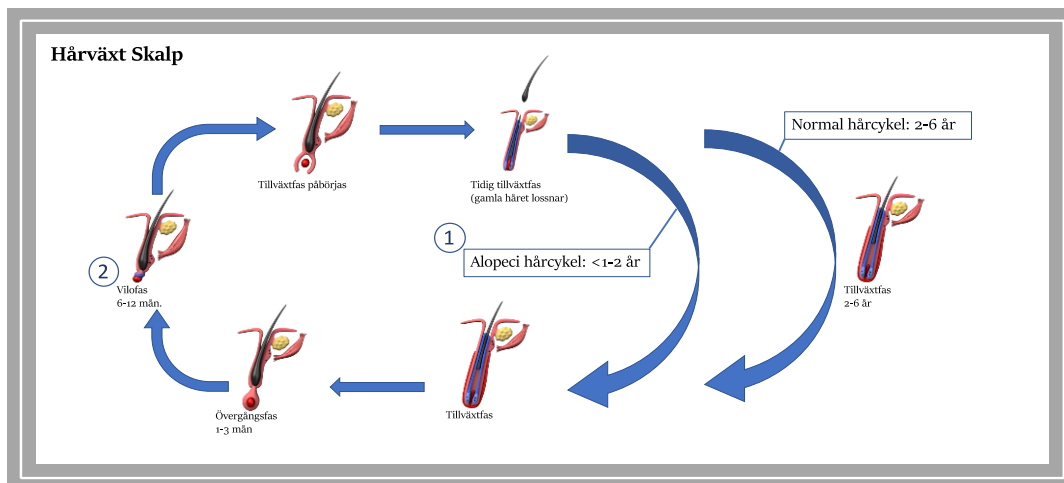 Hårväxt Skalp
Normal hårcykel: 2-6 år
Tillväxtfas påbörjas
Tidig tillväxtfas
(gamla håret lossnar)
1
Alopeci hårcykel: <1-2 år
2
Vilofas
6-12 mån.
Tillväxtfas
2-6 år
Övergångsfas
1-3 mån
Tillväxtfas